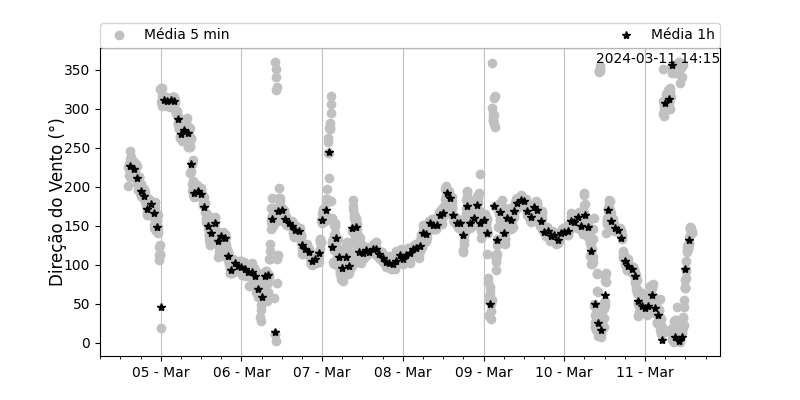 Média 5 min
Média 1h
2024-03-11 14:15
Direção do Vento (°)
350
300
250
200
150
100
50
0
05 - Mar
06 - Mar
07 - Mar
08 - Mar
09 - Mar
10 - Mar
11 - Mar